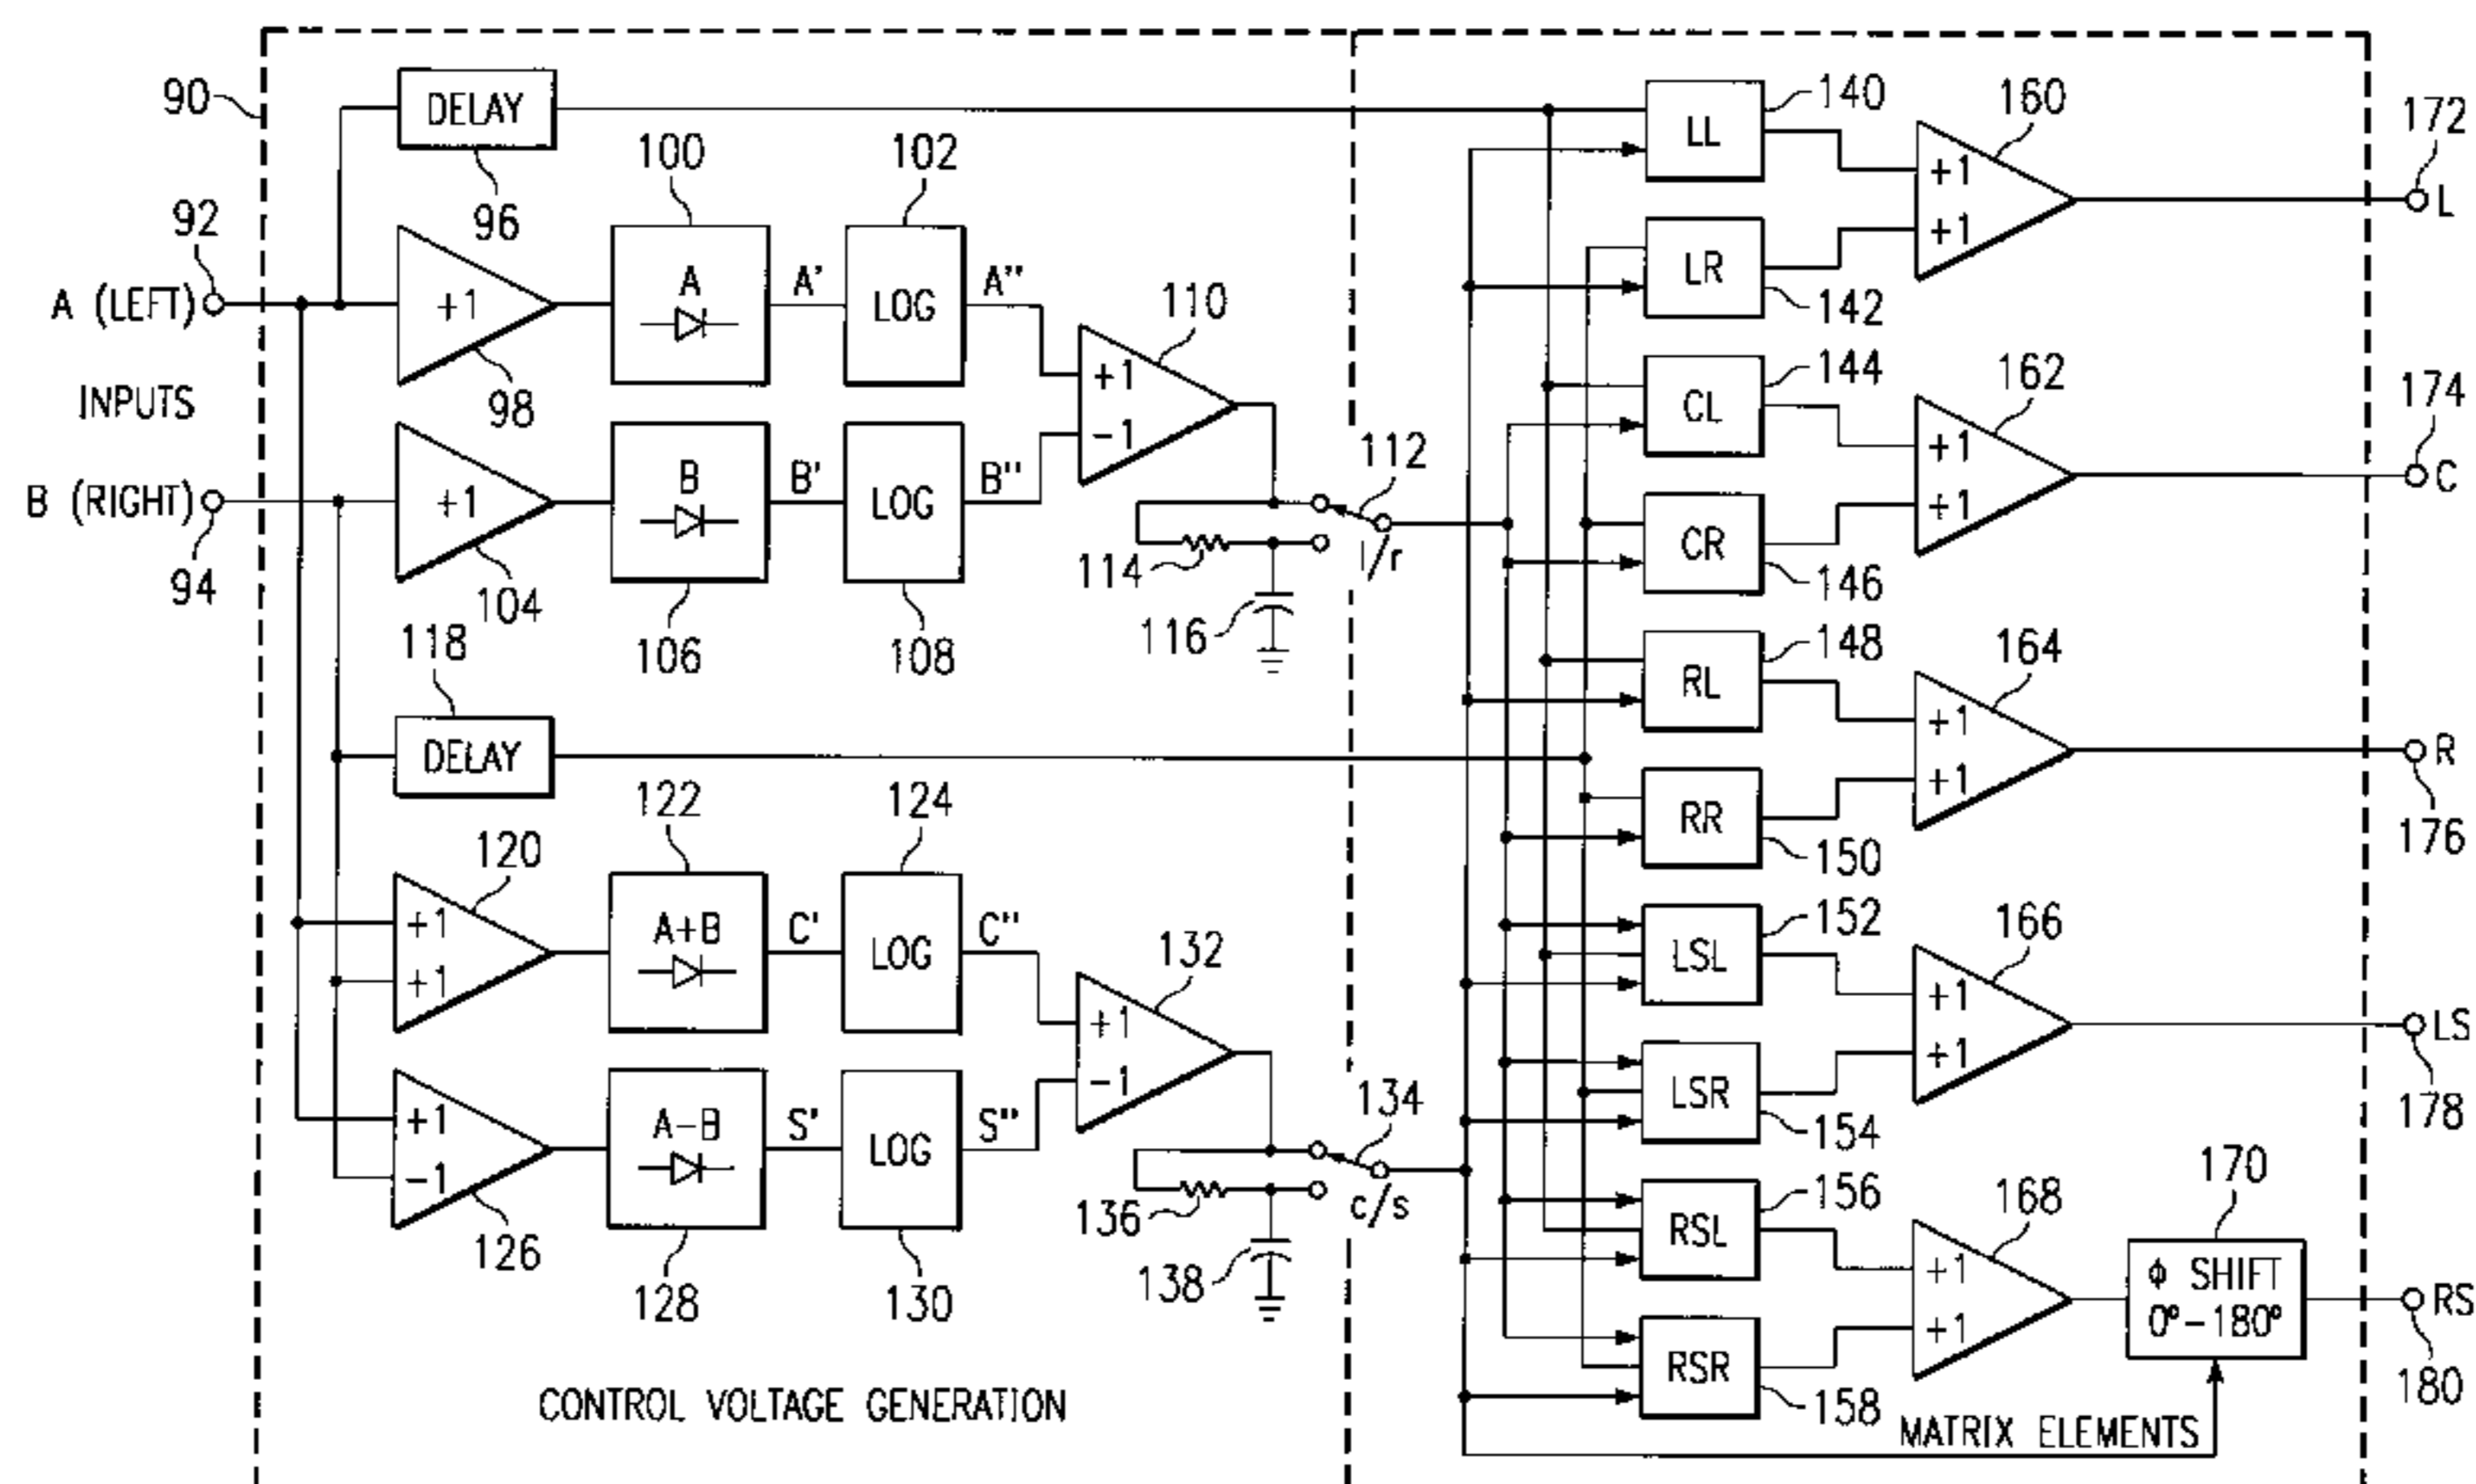 90
DELAY
96
100
102
92
A (LEFT)
+1
98
A
A'
LOG
A"
110
+1
-1
INPUTS
B (RIGHT)
94
+1
104
B
106
B'
LOG
108
B"
112
l/r
114
116
118
DELAY
120
+1
+1
122
A+B
C'
124
LOG
C"
132
+1
-1
126
+1
-1
A-B
128
S'
LOG
130
S"
134
c/s
136
138
CONTROL VOLTAGE GENERATION
LL
140
160
+1
+1
172
L
LR
142
CL
144
162
+1
+1
174
C
CR
146
RL
148
164
+1
+1
R
176
RR
150
LSL
152
166
+1
+1
LS
178
LSR
154
RSL
156
168
+1
+1
170
Φ SHIFT
0°-180°
RS
180
RSR
158
MATRIX ELEMENTS